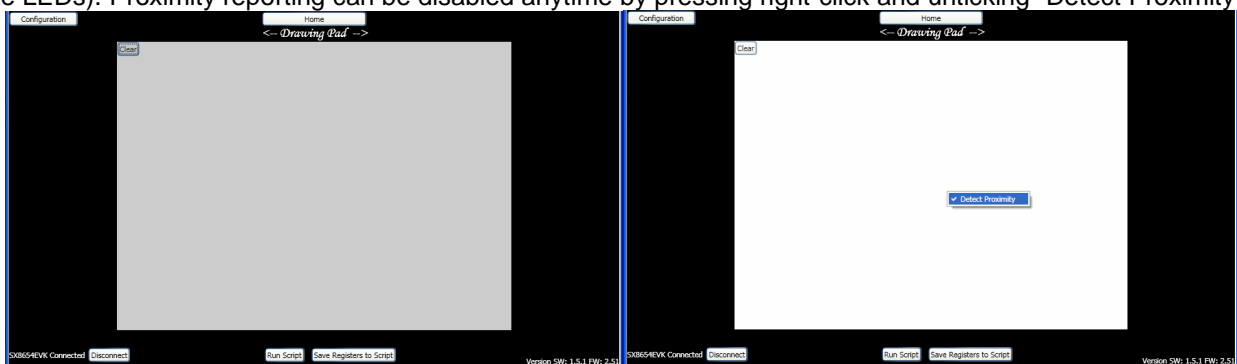 e LEDs). Proximity reporting can be disabled anytime by pressing right-click and unticking "Detect Proximity"
Configuration
Home
<-- Drawing Pad -->
Clear
SX8654EVK Connected
Disconnect
Run Script
Save Registers to Script
Version SW: 1.5.1 FW: 2.51
Configuration
Home
<-- Drawing Pad -->
Clear
✓ Detect Proximity
SX8654EVK Connected
Disconnect
Run Script
Save Registers to Script
Version SW: 1.5.1 FW: 2.51